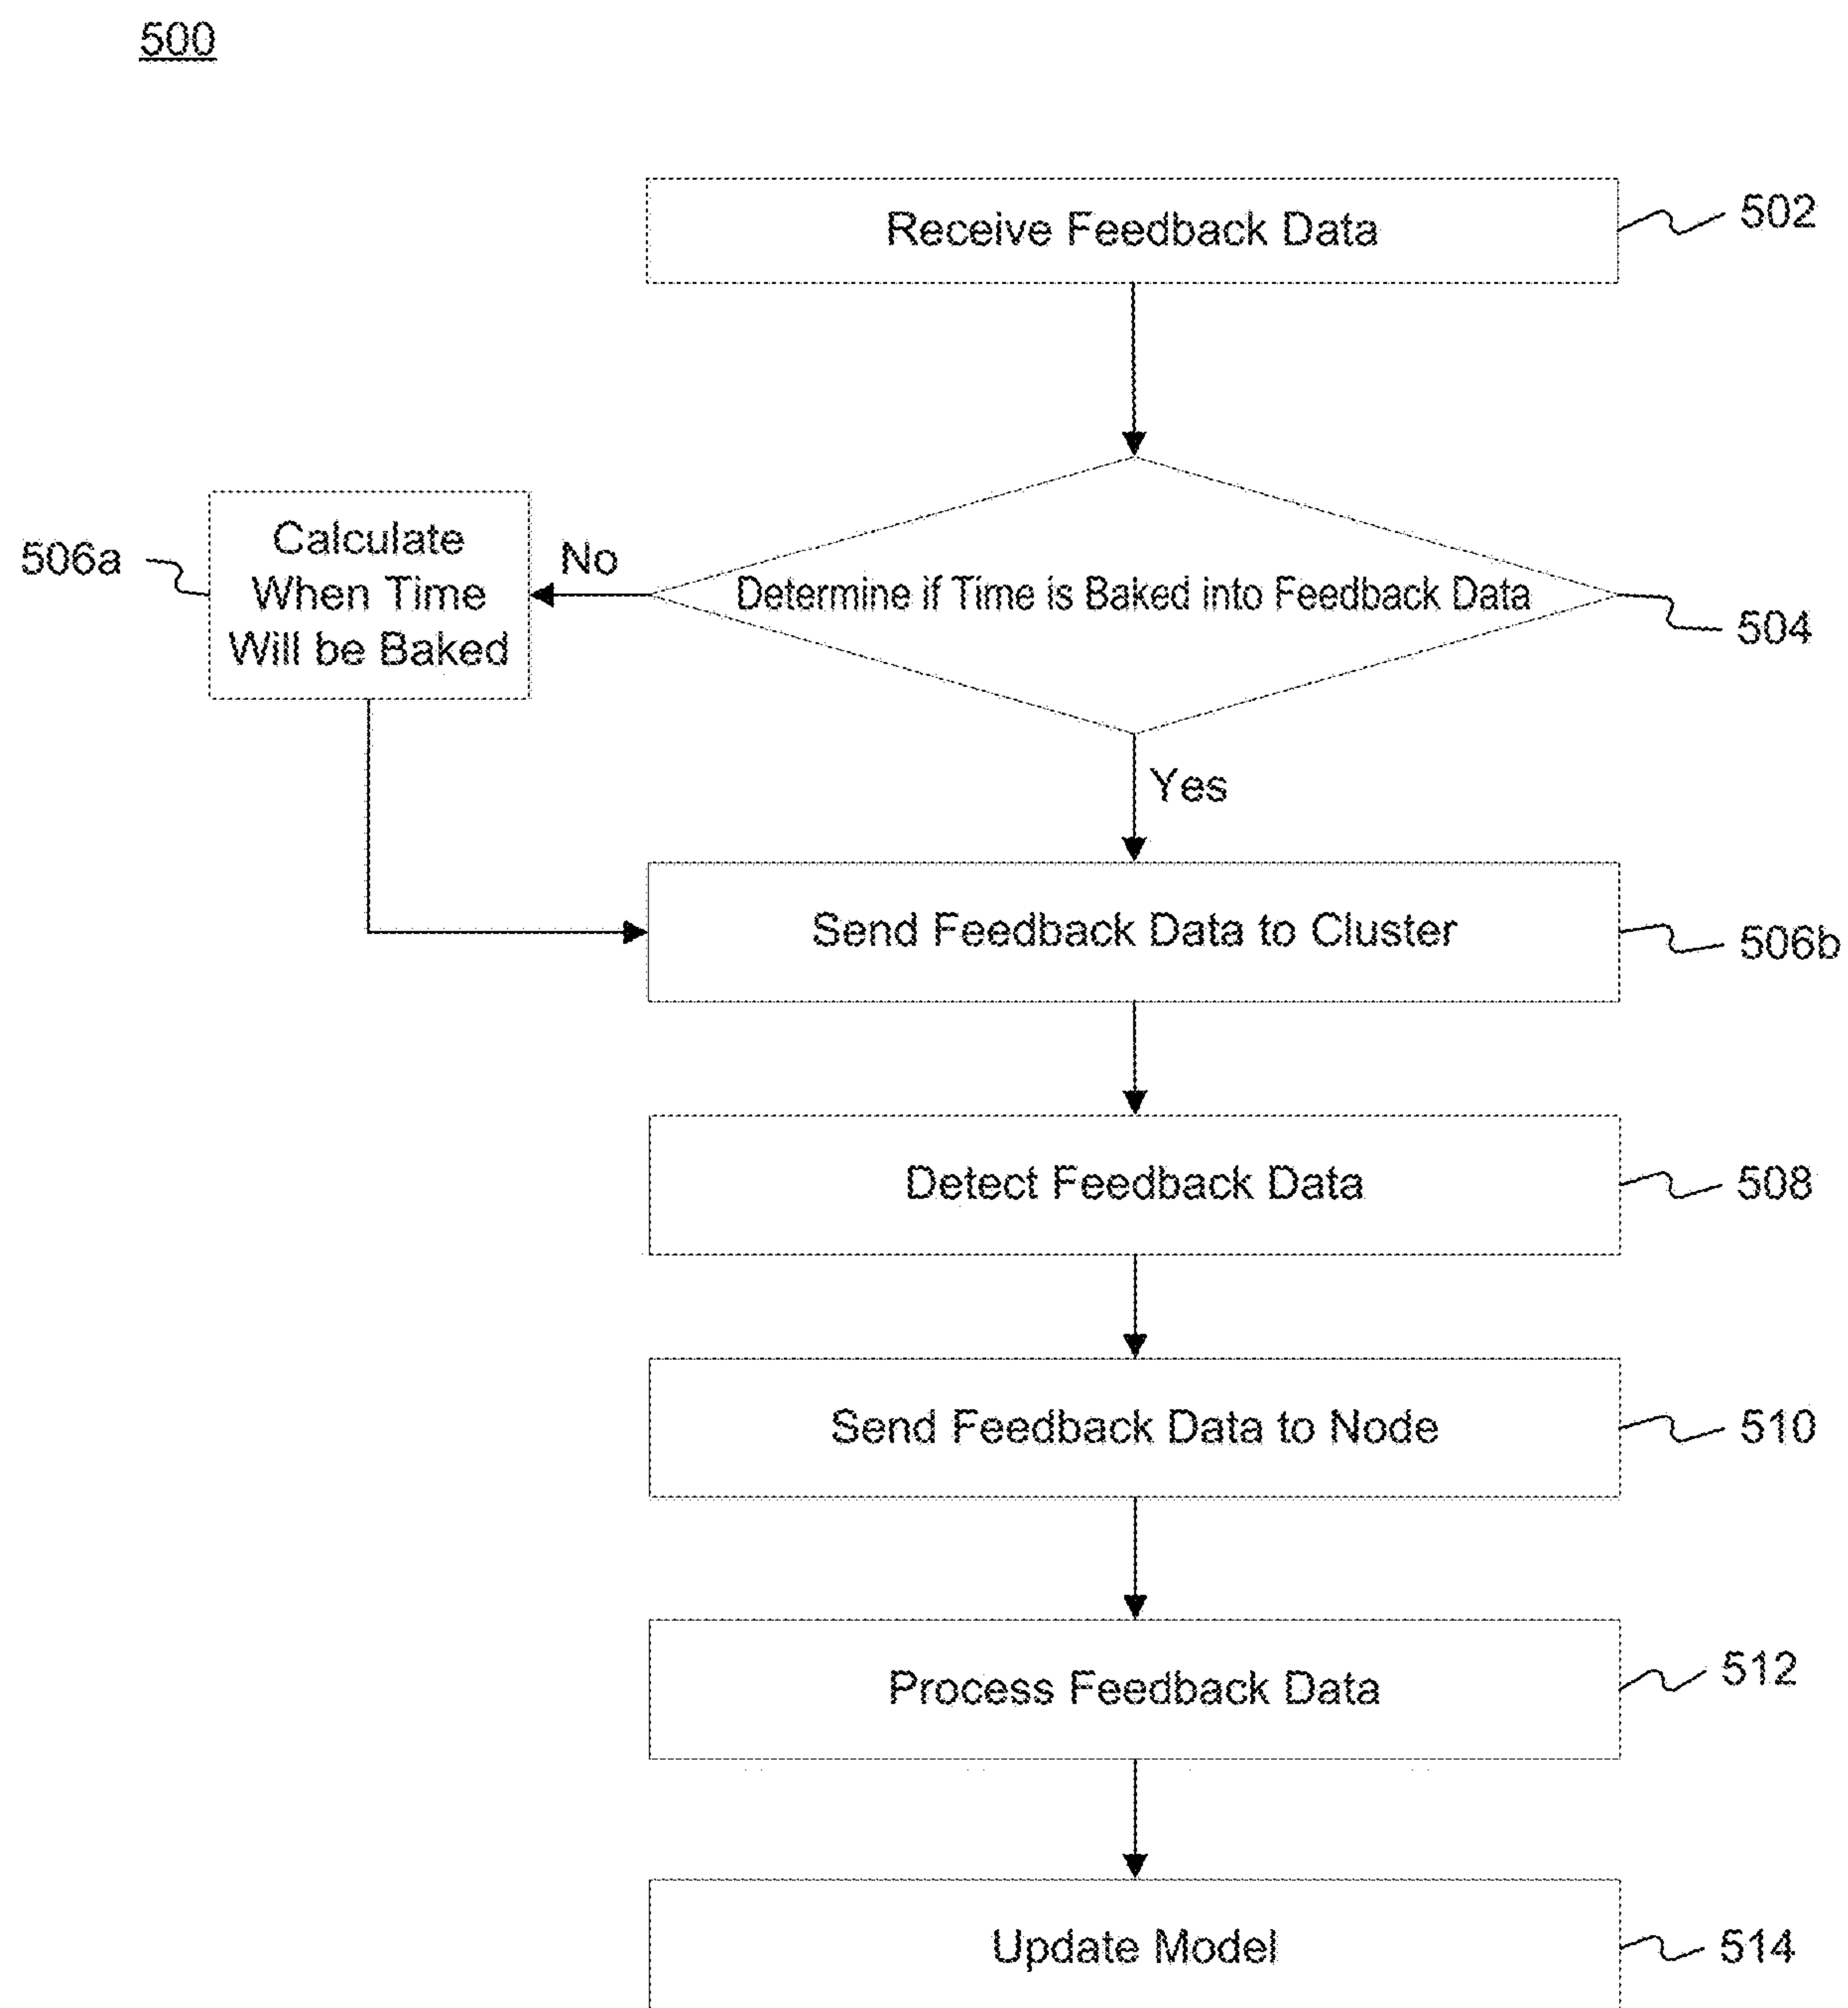 500
Receive Feedback Data
502
Calculate
When Time
Will be Baked
506a
No
Determine if Time is Baked into Feedback Data
504
Yes
Send Feedback Data to Cluster
506b
Detect Feedback Data
508
Send Feedback Data to Node
510
Process Feedback Data
512
Update Model
514